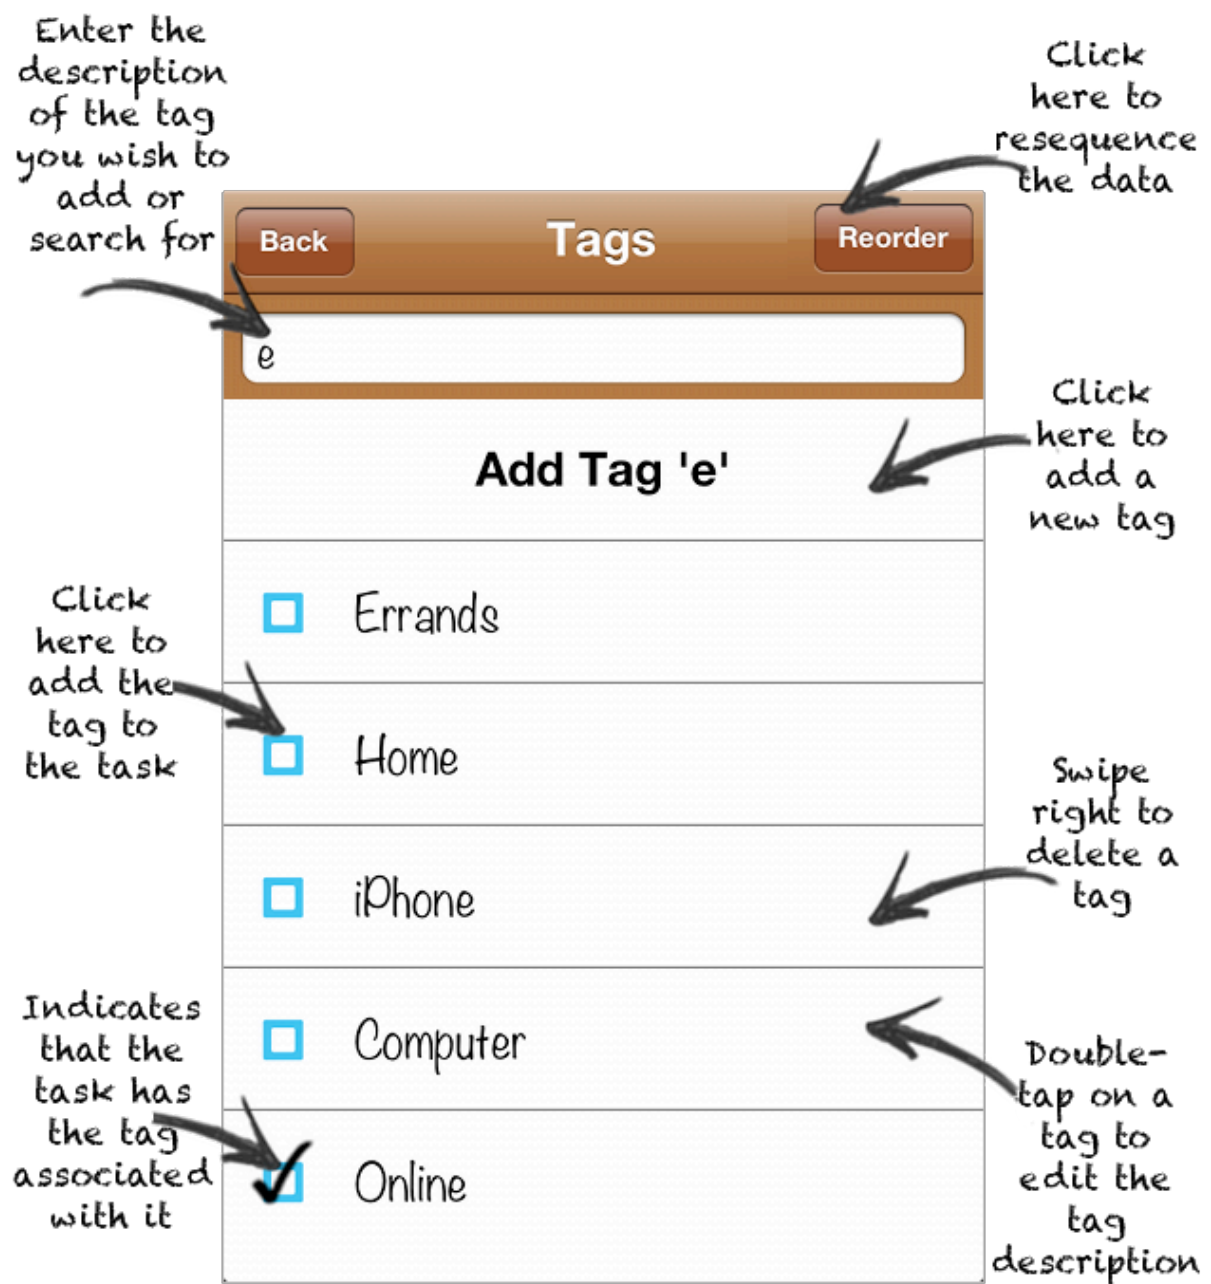 Enter the
description
of the tag
you wish to
add or
search for
Click
here to
resequence
the data
Back
Tags
Reorder
e
Add Tag 'e'
Click
here to
add a
new tag
Errands
Click
here to
add the
tag to
the task
Home
Swipe
right to
delete a
tag
iPhone
Computer
Indicates
that the
task has
the tag
associated
with it
Double-
tap on a
tag to
edit the
tag
description
Online